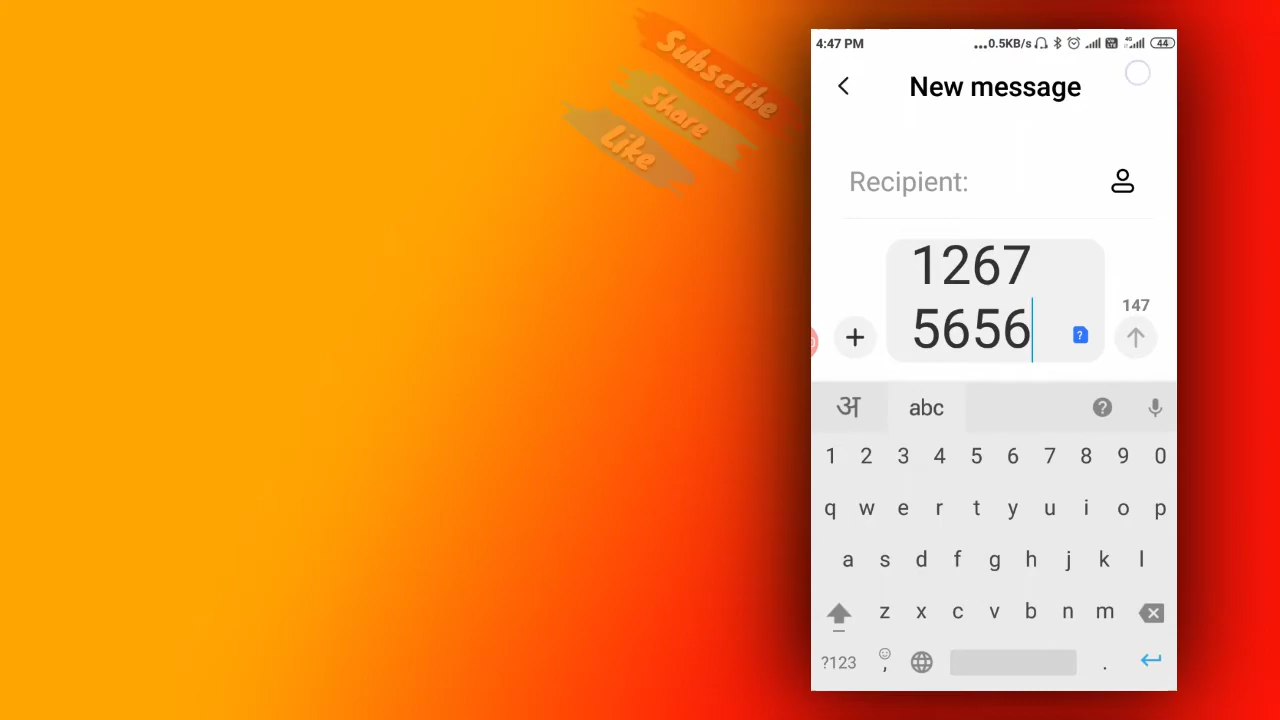 Subscribe
Share
Like
4:47 PM
...0.5KB/s 4G 44
New message
Recipient:
1267
5656
147
अ abc
1 2 3 4 5 6 7 8 9 0
q w e r t y u i o p
a s d f g h j k l
z x c v b n m
?123 , .